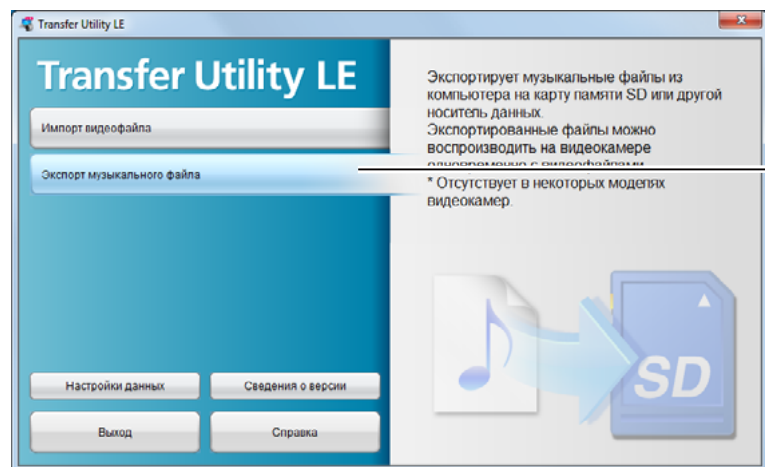 Transfer Utility LE
Transfer Utility LE
Импорт видеофайла
Экспорт музыкального файла
Настройки данных
Сведения о версии
Выход
Справка
Экспортирует музыкальные файлы из
компьютера на карту памяти SD или другой
носитель данных.
Экспортированные файлы можно
воспроизводить на видеокамере
одновременно с видеофайлами.
* Отсутствует в некоторых моделях
видеокамер.
SD